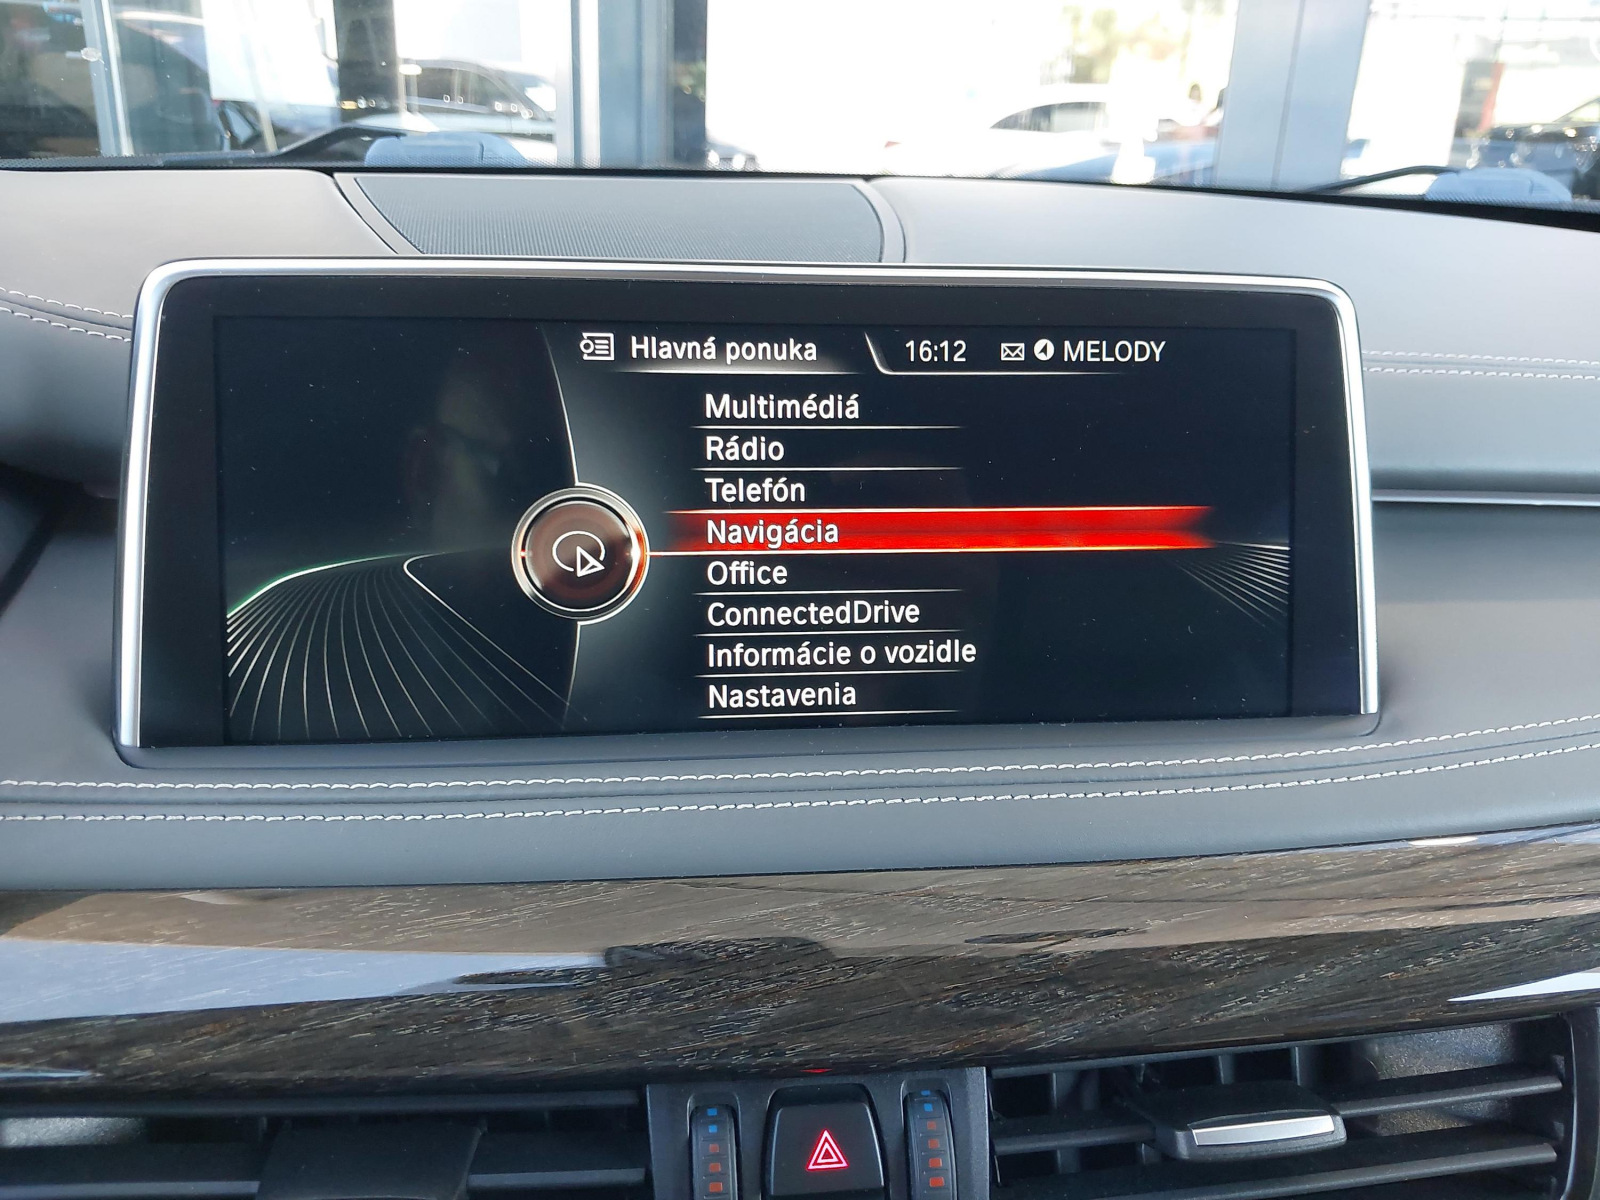 Hlavná ponuka 16:12 MELODY
Multimédiá
Rádio
Telefón
Navigácia
Office
ConnectedDrive
Informácie o vozidle
Nastavenia